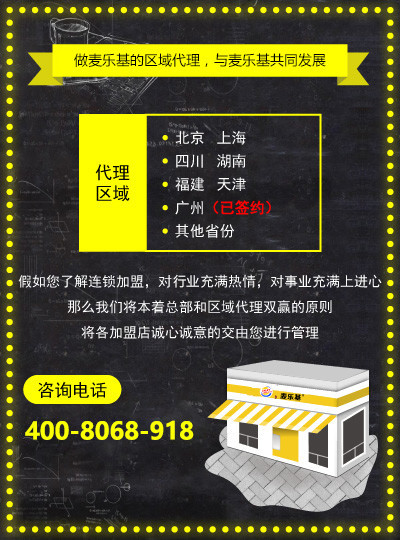 做麦乐基的区域代理，与麦乐基共同发展
代理
区域
北京 上海
四川 湖南
福建 天津
广州（已签约）
其他省份
假如您了解连锁加盟，对行业充满热情，对事业充满上进心
那么我们将本着总部和区域代理双赢的原则
将各加盟店诚心诚意的交由您进行管理
麦乐基
咨询电话
400-8068-918